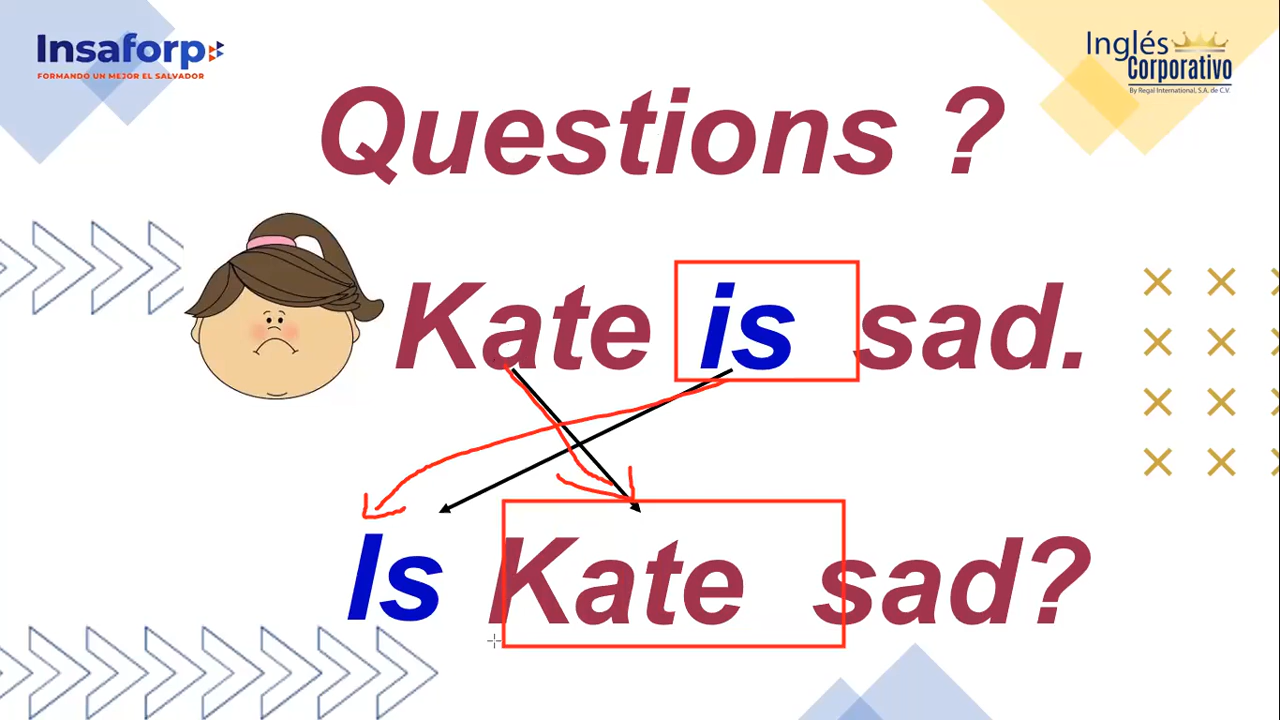 Insaforp
FORMANDO UN MEJOR EL SALVADOR
Inglés
Corporativo
By Regal International, S.A. de C.V.
Questions ?
Kate is sad.
Is Kate sad?